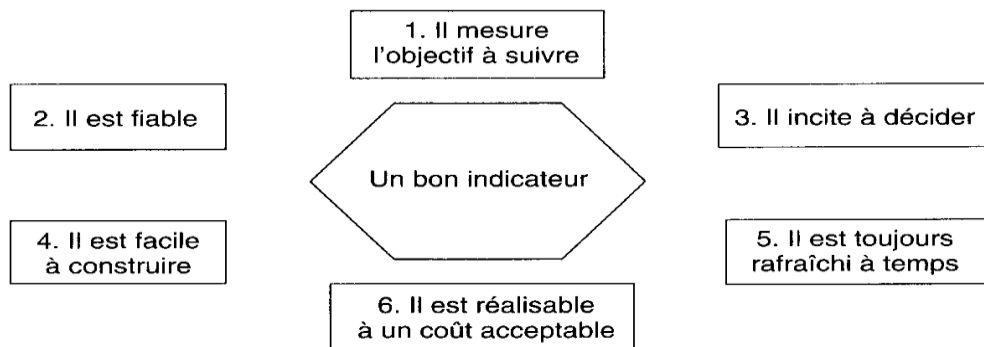 1. Il mesure
l'objectif à suivre
2. Il est fiable
3. Il incite à décider
Un bon indicateur
4. Il est facile
à construire
5. Il est toujours
rafraîchi à temps
6. Il est réalisable
à un coût acceptable